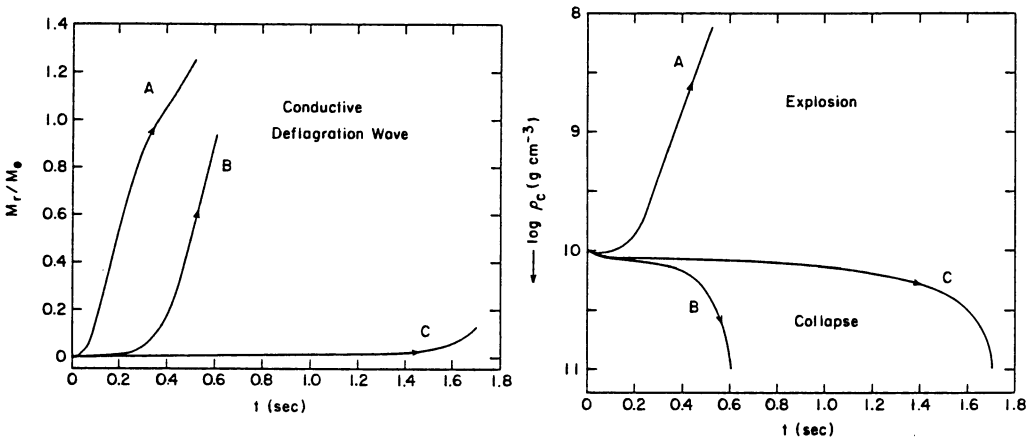 1.4
1.2
1.0
0.8
0.6
0.4
0.2
0
M_r/M_⊙
A
B
C
Conductive
Deflagration Wave
0 0.2 0.4 0.6 0.8 1.0 1.2 1.4 1.6 1.8
t (sec)
8
9
10
11
← log ρ_c (g cm⁻³)
A
Explosion
B
C
Collapse
0 0.2 0.4 0.6 0.8 1.0 1.2 1.4 1.6 1.8
t (sec)